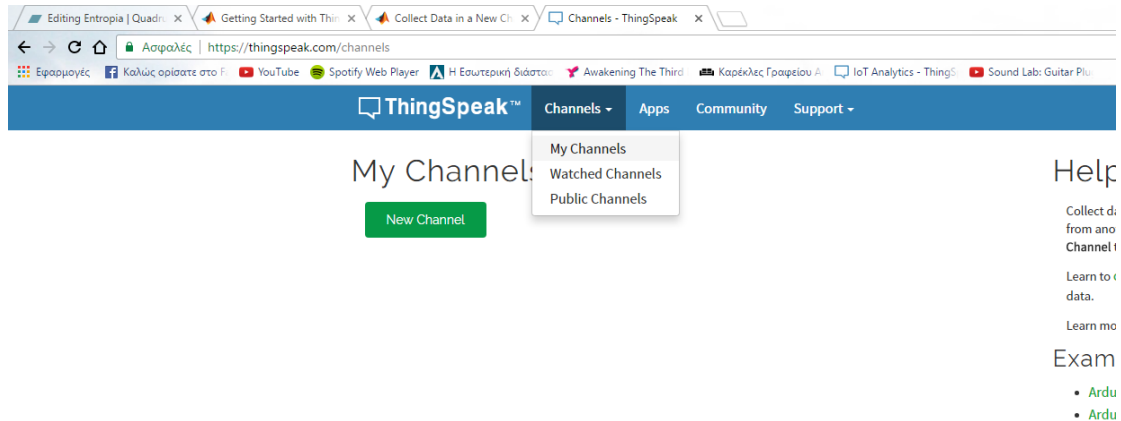 Editing Entropia | Quadru
Getting Started with Thin
Collect Data in a New Ch
Channels - ThingSpeak
Ασφαλές | https://thingspeak.com/channels
Εφαρμογές
Καλώς ορίσατε στο F
YouTube
Spotify Web Player
Η Εσωτερική διάστασ
Awakening The Third
Καρέκλες Γραφείου Α
IoT Analytics - ThingS
Sound Lab: Guitar Plu
ThingSpeak™
Channels
Apps
Community
Support
My Channels
Watched Channels
Public Channels
My Channels
New Channel
Help
Collect da
from ano
Channel t
Learn to c
data.
Learn mo
Exam
Ardu
Ardu